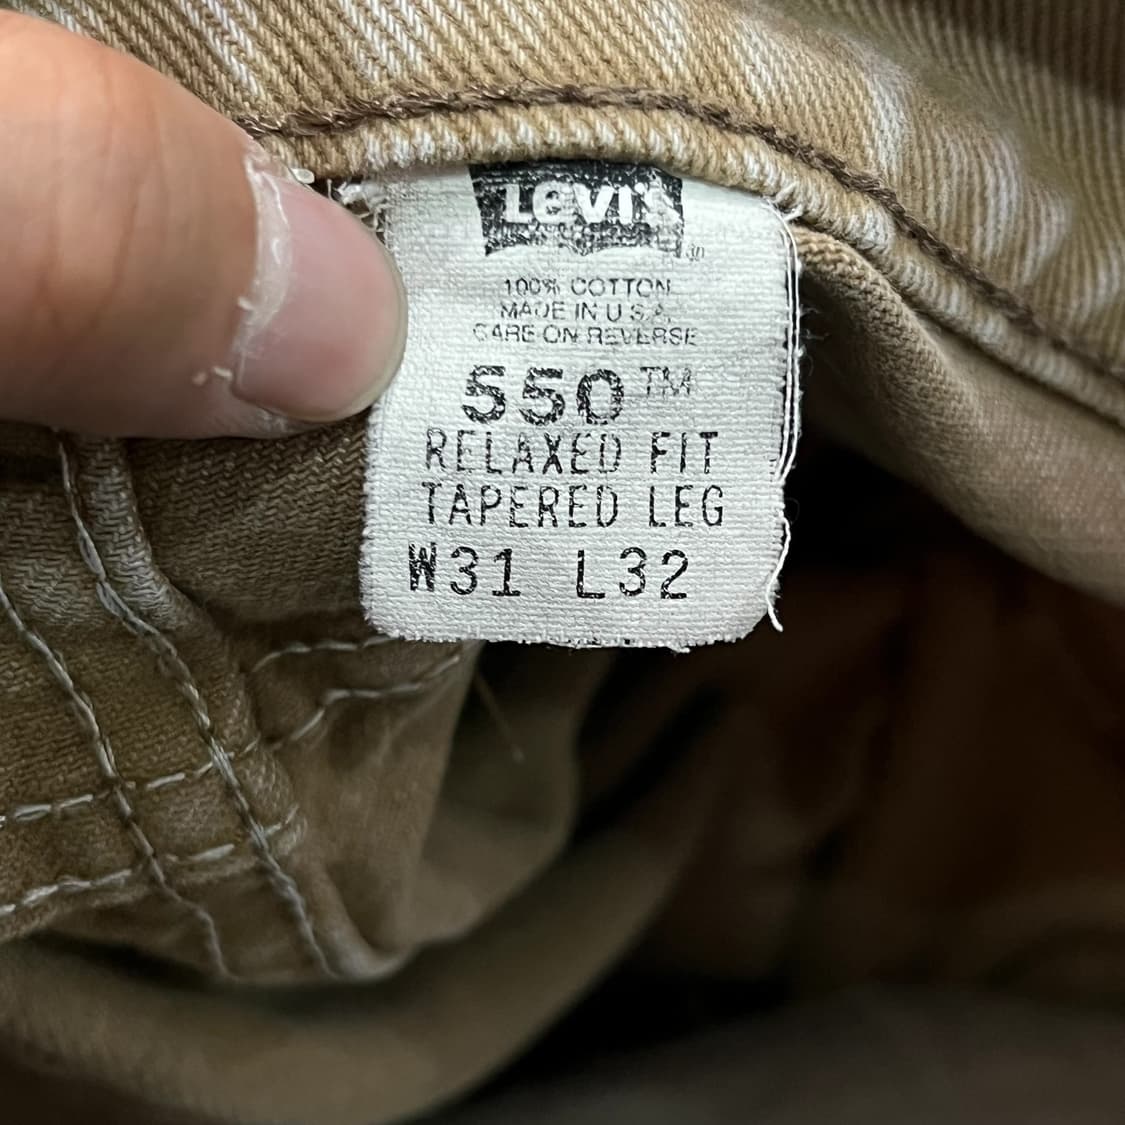 Levi's
100% COTTON
MADE IN U.S.A.
CARE ON REVERSE
550™
RELAXED FIT
TAPERED LEG
W31 L32